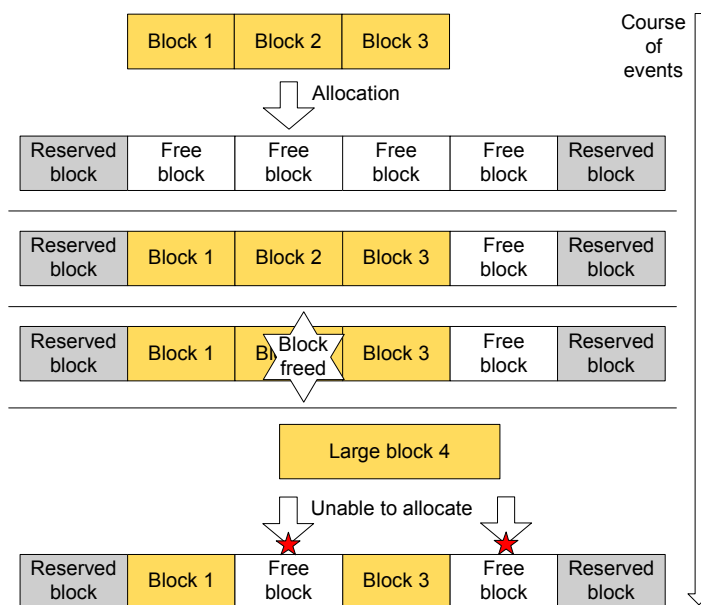 Block 1 Block 2 Block 3
Course
of
events
Allocation
Reserved Free Free Free Free Reserved
block block block block block block
Reserved Block 1 Block 2 Block 3 Free Reserved
block block block
Reserved Block 1 Block Block 3 Free Reserved
block freed block block
Large block 4
Unable to allocate
Reserved Block 1 Free Block 3 Free Reserved
block block block block